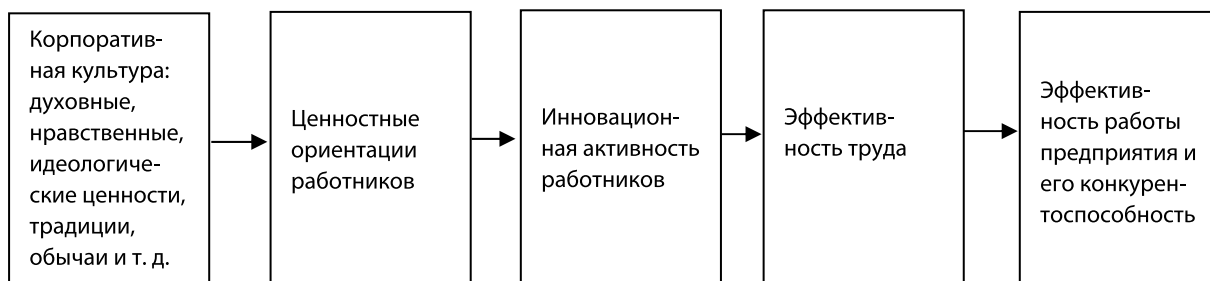 Корпоратив-
ная культура:
духовные,
нравственные,
идеологиче-
ские ценности,
традиции,
обычаи и т. д.
Ценностные
ориентации
работников
Инновацион-
ная активность
работников
Эффектив-
ность труда
Эффектив-
ность работы
предприятия и
его конкурен-
тоспособность